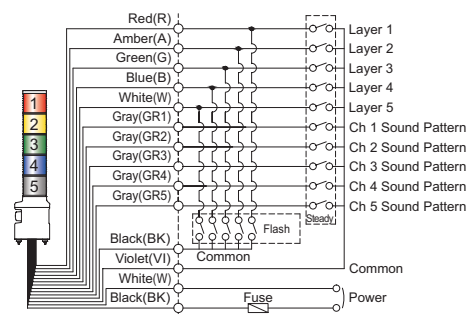 Red(R)
Layer 1
Amber(A)
Layer 2
Green(G)
Layer 3
Blue(B)
Layer 4
White(W)
Layer 5
Gray(GR1)
Ch 1 Sound Pattern
Gray(GR2)
Ch 2 Sound Pattern
Gray(GR3)
Ch 3 Sound Pattern
Gray(GR4)
Ch 4 Sound Pattern
Gray(GR5)
Ch 5 Sound Pattern
1
2
3
4
5
Steady
Flash
Black(BK)
Common
Violet(VI)
Common
White(W)
Black(BK)
Fuse
Power